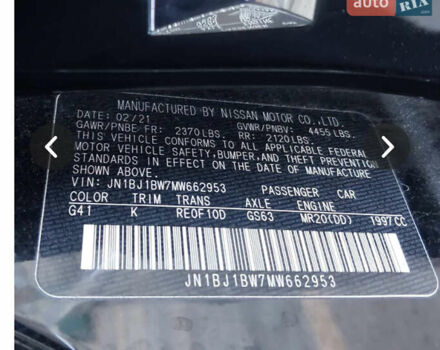 auto RIA
MANUFACTURED BY NISSAN MOTOR CO.,LTD.
DATE: 02/21 GVWR/PNBV: 4455 LBS.
GAWR/PNBE FR: 2370LBS. RR: 2120LBS.
THIS VEHICLE CONFORMS TO ALL APPLICABLE FEDERAL
MOTOR VEHICLE SAFETY,BUMPER,AND THEFT PREVENTION
STANDARDS IN EFFECT ON THE DATE OF MANUFACTURE
SHOWN ABOVE.
VIN: JN1BJ1BW7MW662953 PASSENGER CAR
COLOR TRIM TRANS AXLE ENGINE
G41 K RE0F10D GS63 MR20(DD) 1997CC
JN1BJ1BW7MW662953